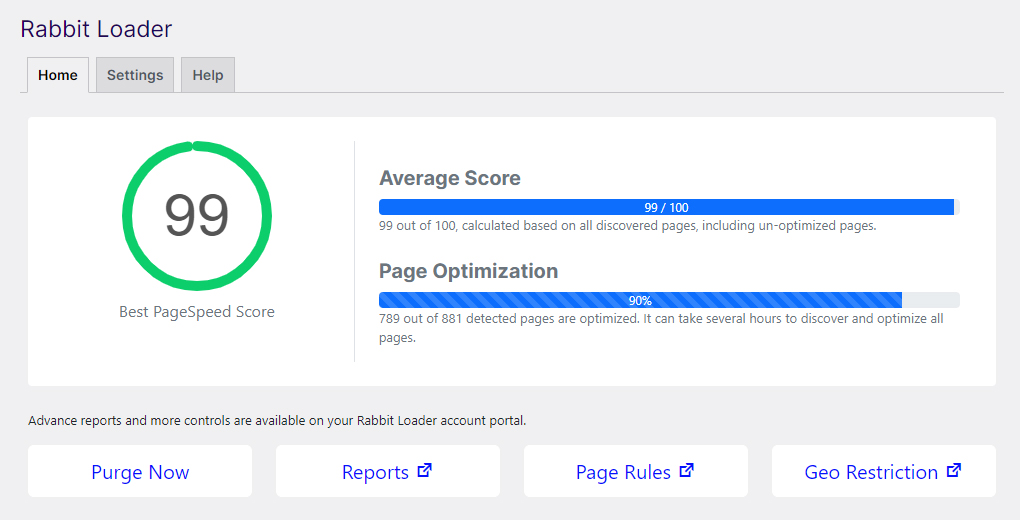 Rabbit Loader
Home
Settings
Help
99
Best PageSpeed Score
Average Score
99 / 100
99 out of 100, calculated based on all discovered pages, including un-optimized pages.
Page Optimization
90%
789 out of 881 detected pages are optimized. It can take several hours to discover and optimize all
pages.
Advance reports and more controls are available on your Rabbit Loader account portal.
Purge Now
Reports
Page Rules
Geo Restriction